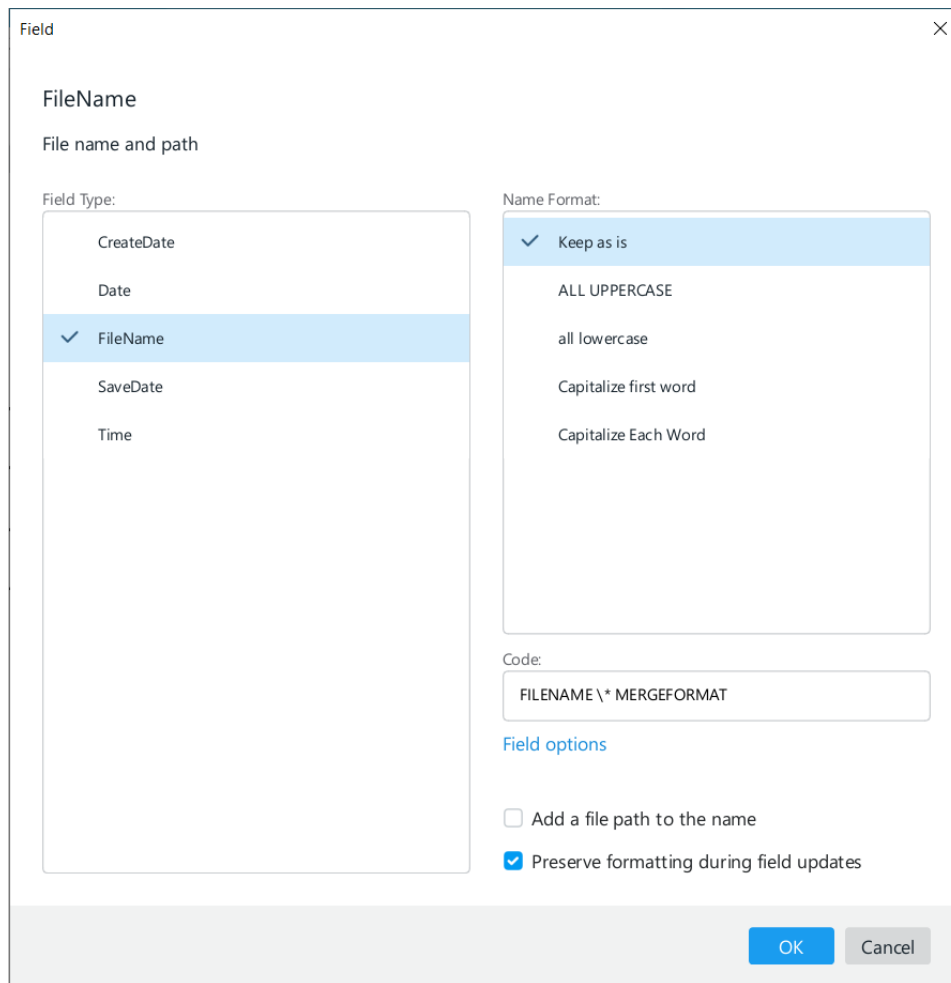 Field
FileName
File name and path
Field Type:
CreateDate
Date
FileName
SaveDate
Time
Name Format:
Keep as is
ALL UPPERCASE
all lowercase
Capitalize first word
Capitalize Each Word
Code:
FILENAME \* MERGEFORMAT
Field options
Add a file path to the name
Preserve formatting during field updates
OK
Cancel